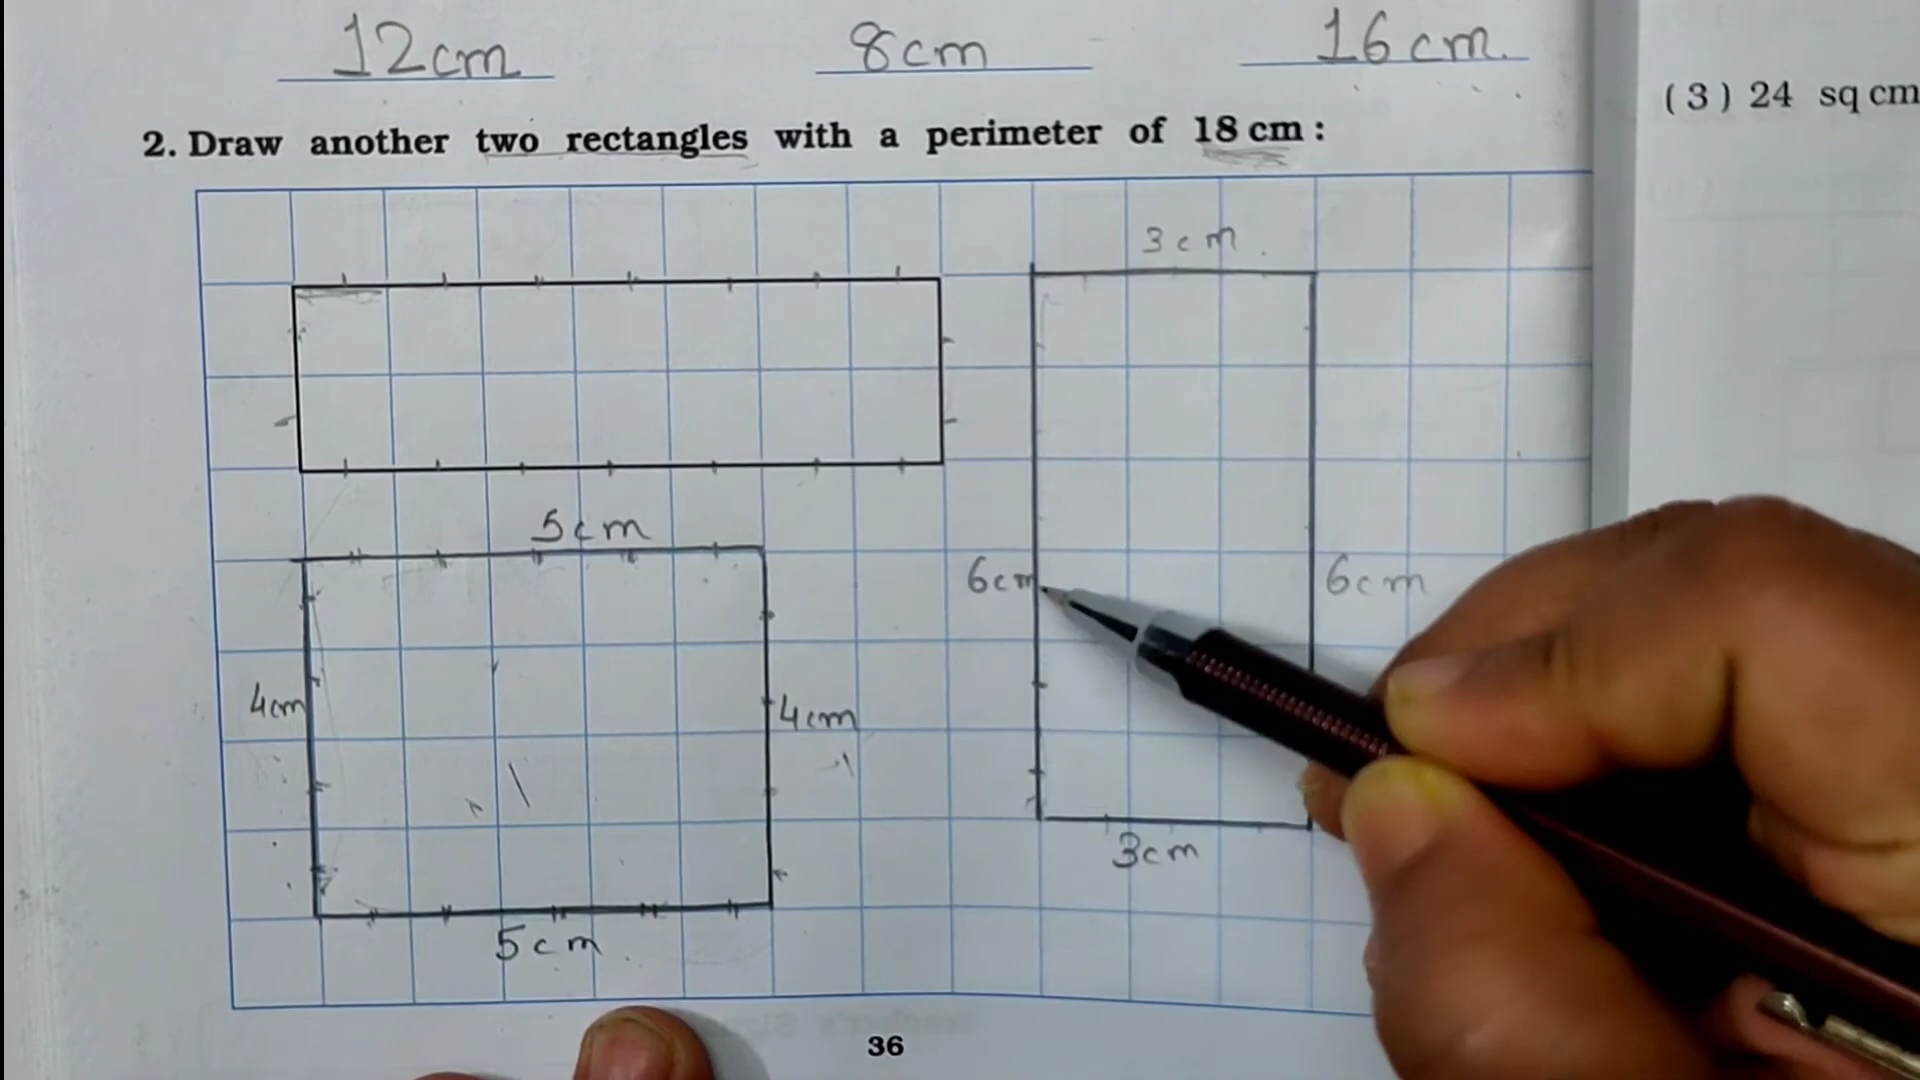 12cm 8cm 16cm.
(3) 24 sq cm
2. Draw another two rectangles with a perimeter of 18 cm :
3cm
5cm
6cm 6cm
4cm 4cm
3cm
5cm
36